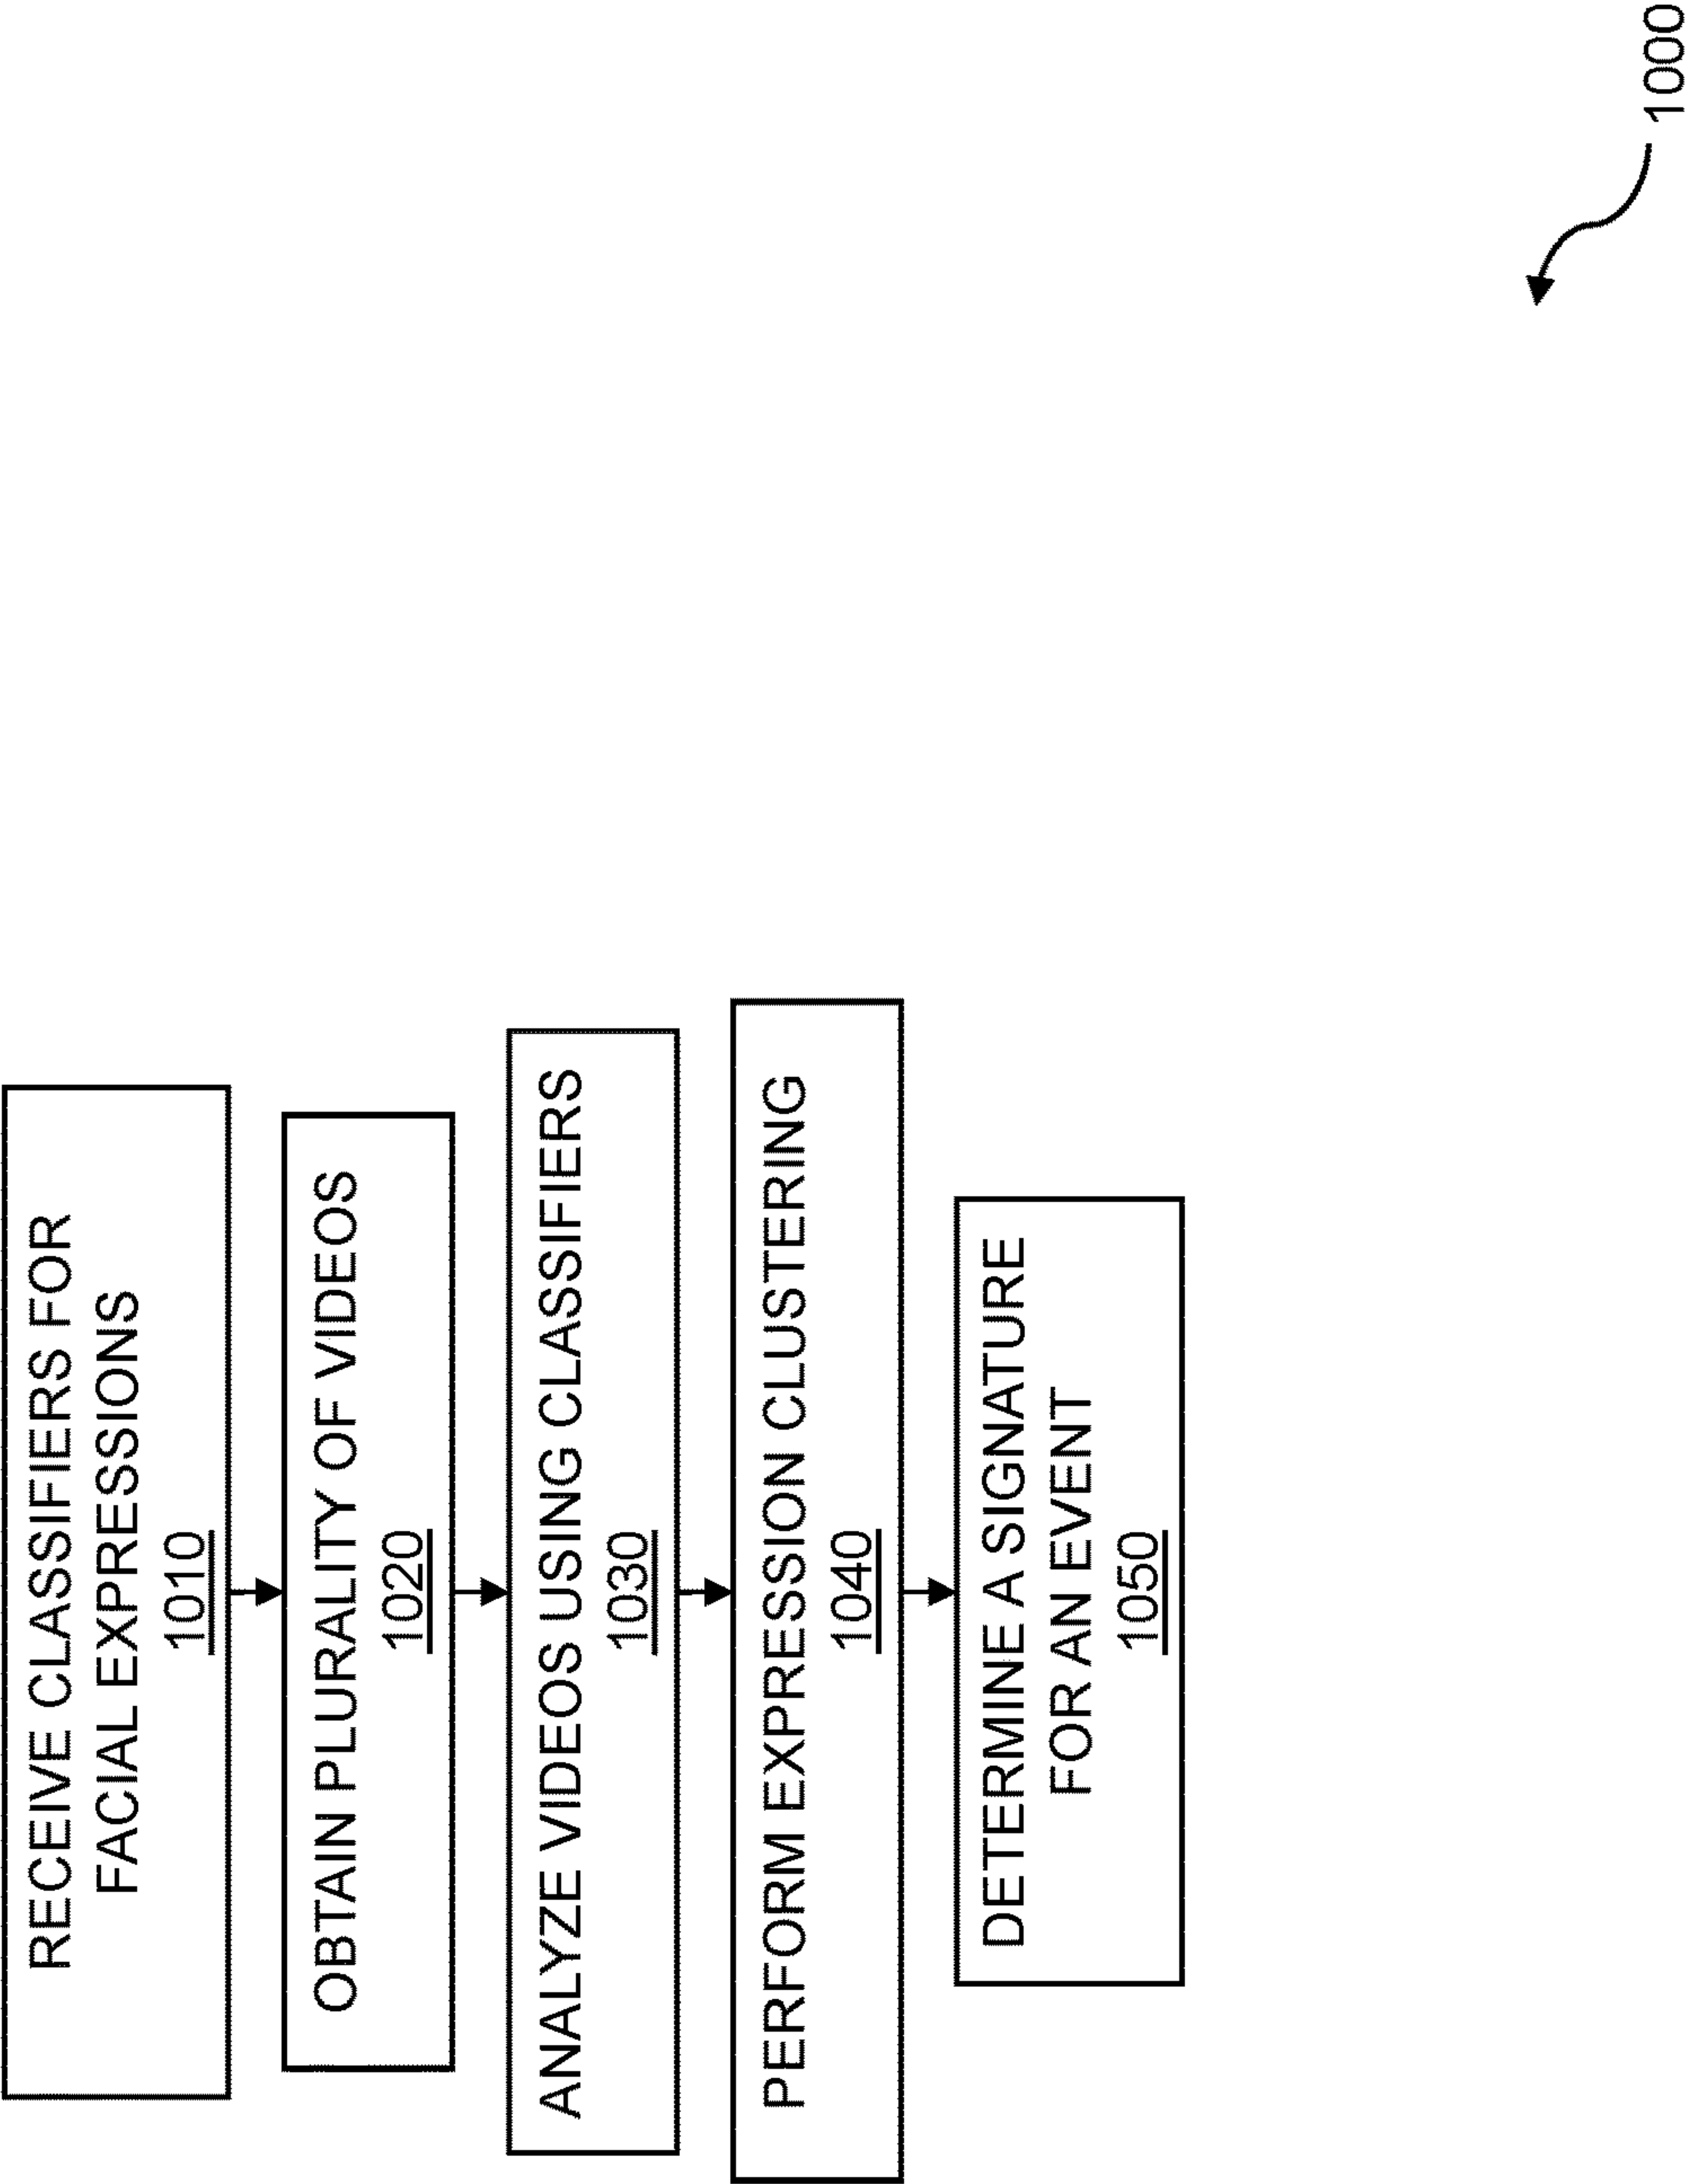 RECEIVE CLASSIFIERS FOR
FACIAL EXPRESSIONS
1010
OBTAIN PLURALITY OF VIDEOS
1020
ANALYZE VIDEOS USING CLASSIFIERS
1030
PERFORM EXPRESSION CLUSTERING
1040
DETERMINE A SIGNATURE
FOR AN EVENT
1050
1000